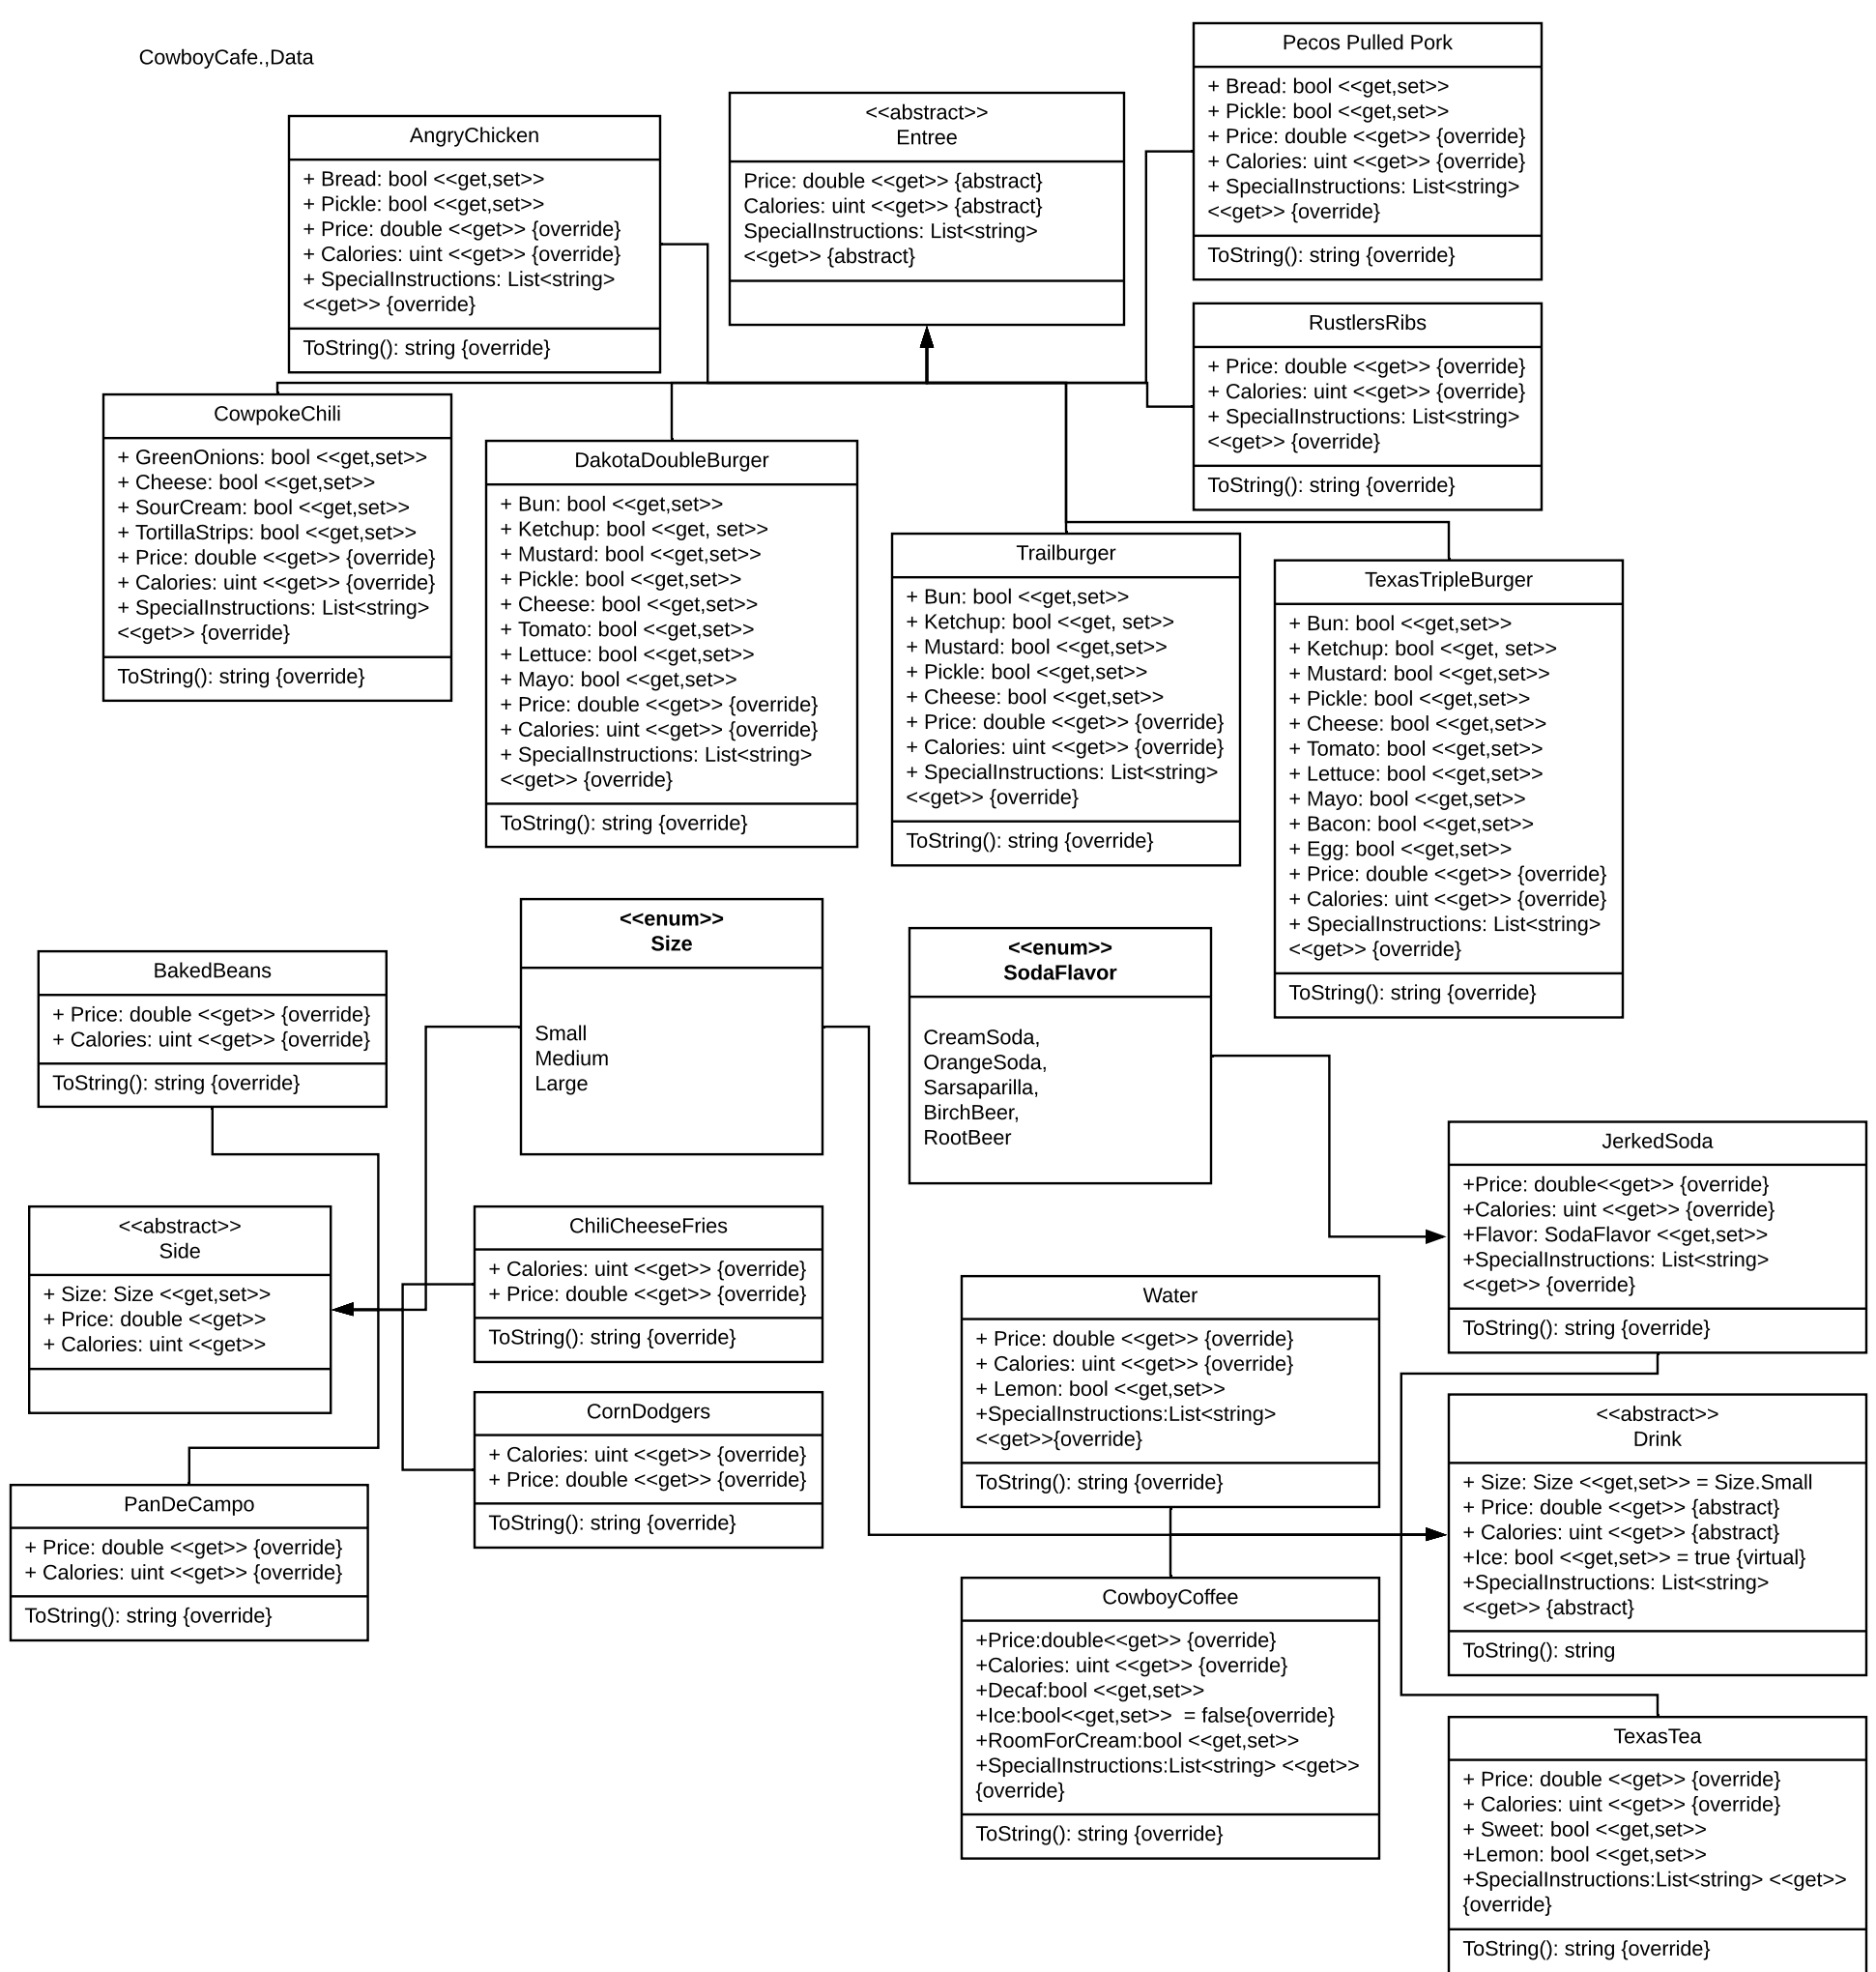 CowboyCafe.,Data
Pecos Pulled Pork
+ Bread: bool <<get,set>>
+ Pickle: bool <<get,set>>
+ Price: double <<get>> {override}
+ Calories: uint <<get>> {override}
+ SpecialInstructions: List<string>
<<get>> {override}
ToString(): string {override}
<<abstract>>
Entree
Price: double <<get>> {abstract}
Calories: uint <<get>> {abstract}
SpecialInstructions: List<string>
<<get>> {abstract}
AngryChicken
+ Bread: bool <<get,set>>
+ Pickle: bool <<get,set>>
+ Price: double <<get>> {override}
+ Calories: uint <<get>> {override}
+ SpecialInstructions: List<string>
<<get>> {override}
ToString(): string {override}
RustlersRibs
+ Price: double <<get>> {override}
+ Calories: uint <<get>> {override}
+ SpecialInstructions: List<string>
<<get>> {override}
ToString(): string {override}
CowpokeChili
+ GreenOnions: bool <<get,set>>
+ Cheese: bool <<get,set>>
+ SourCream: bool <<get,set>>
+ TortillaStrips: bool <<get,set>>
+ Price: double <<get>> {override}
+ Calories: uint <<get>> {override}
+ SpecialInstructions: List<string>
<<get>> {override}
ToString(): string {override}
DakotaDoubleBurger
+ Bun: bool <<get,set>>
+ Ketchup: bool <<get, set>>
+ Mustard: bool <<get,set>>
+ Pickle: bool <<get,set>>
+ Cheese: bool <<get,set>>
+ Tomato: bool <<get,set>>
+ Lettuce: bool <<get,set>>
+ Mayo: bool <<get,set>>
+ Price: double <<get>> {override}
+ Calories: uint <<get>> {override}
+ SpecialInstructions: List<string>
<<get>> {override}
ToString(): string {override}
Trailburger
+ Bun: bool <<get,set>>
+ Ketchup: bool <<get, set>>
+ Mustard: bool <<get,set>>
+ Pickle: bool <<get,set>>
+ Cheese: bool <<get,set>>
+ Price: double <<get>> {override}
+ Calories: uint <<get>> {override}
+ SpecialInstructions: List<string>
<<get>> {override}
ToString(): string {override}
TexasTripleBurger
+ Bun: bool <<get,set>>
+ Ketchup: bool <<get, set>>
+ Mustard: bool <<get,set>>
+ Pickle: bool <<get,set>>
+ Cheese: bool <<get,set>>
+ Tomato: bool <<get,set>>
+ Lettuce: bool <<get,set>>
+ Mayo: bool <<get,set>>
+ Bacon: bool <<get,set>>
+ Egg: bool <<get,set>>
+ Price: double <<get>> {override}
+ Calories: uint <<get>> {override}
+ SpecialInstructions: List<string>
<<get>> {override}
ToString(): string {override}
<<enum>>
Size
Small
Medium
Large
<<enum>>
SodaFlavor
CreamSoda,
OrangeSoda,
Sarsaparilla,
BirchBeer,
RootBeer
BakedBeans
+ Price: double <<get>> {override}
+ Calories: uint <<get>> {override}
ToString(): string {override}
<<abstract>>
Side
+ Size: Size <<get,set>>
+ Price: double <<get>>
+ Calories: uint <<get>>
ChiliCheeseFries
+ Calories: uint <<get>> {override}
+ Price: double <<get>> {override}
ToString(): string {override}
CornDodgers
+ Calories: uint <<get>> {override}
+ Price: double <<get>> {override}
ToString(): string {override}
PanDeCampo
+ Price: double <<get>> {override}
+ Calories: uint <<get>> {override}
ToString(): string {override}
JerkedSoda
+Price: double<<get>> {override}
+Calories: uint <<get>> {override}
+Flavor: SodaFlavor <<get,set>>
+SpecialInstructions: List<string>
<<get>> {override}
ToString(): string {override}
Water
+ Price: double <<get>> {override}
+ Calories: uint <<get>> {override}
+ Lemon: bool <<get,set>>
+SpecialInstructions:List<string>
<<get>>{override}
ToString(): string {override}
<<abstract>>
Drink
+ Size: Size <<get,set>> = Size.Small
+ Price: double <<get>> {abstract}
+ Calories: uint <<get>> {abstract}
+Ice: bool <<get,set>> = true {virtual}
+SpecialInstructions: List<string>
<<get>> {abstract}
ToString(): string
CowboyCoffee
+Price:double<<get>> {override}
+Calories: uint <<get>> {override}
+Decaf:bool <<get,set>>
+Ice:bool<<get,set>>  = false{override}
+RoomForCream:bool <<get,set>>
+SpecialInstructions:List<string> <<get>>
{override}
ToString(): string {override}
TexasTea
+ Price: double <<get>> {override}
+ Calories: uint <<get>> {override}
+ Sweet: bool <<get,set>>
+Lemon: bool <<get,set>>
+SpecialInstructions:List<string> <<get>>
{override}
ToString(): string {override}